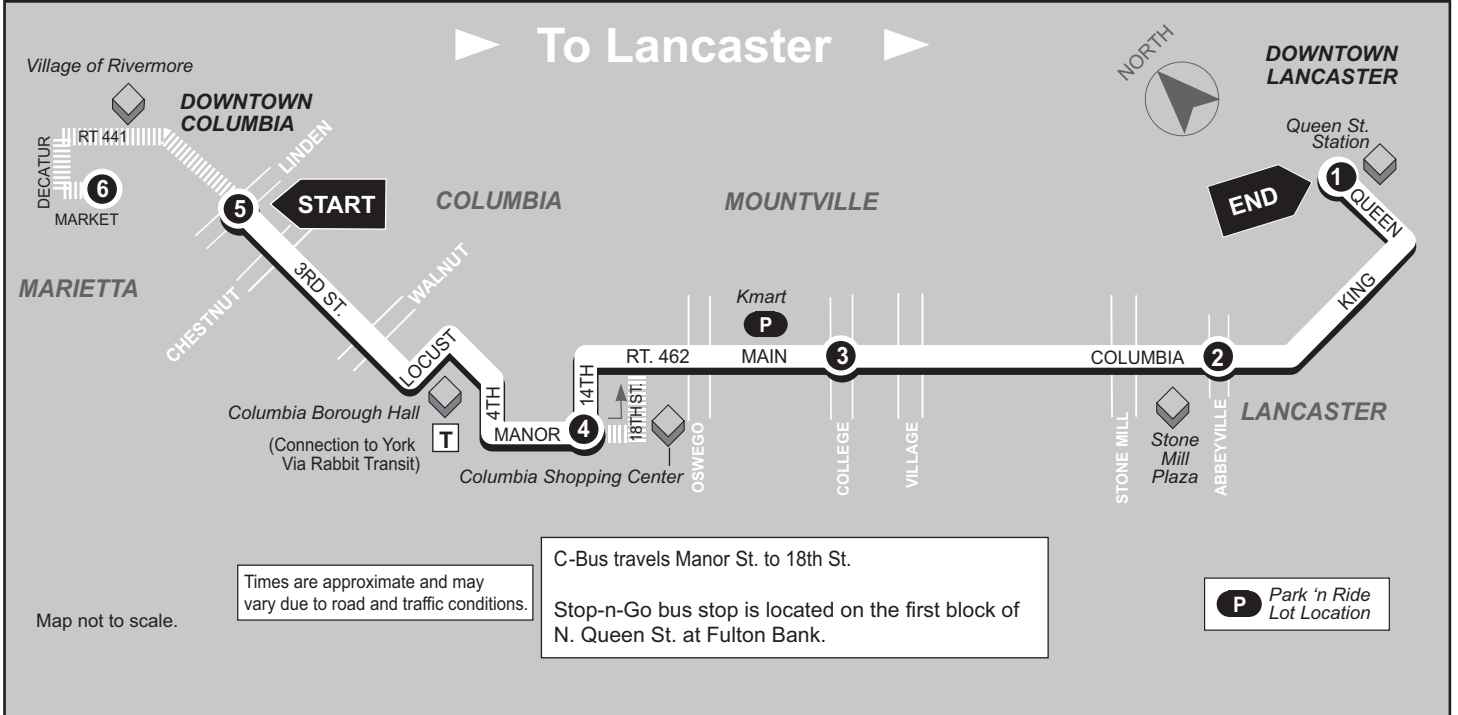 To Lancaster
NORTH
DOWNTOWN
LANCASTER
Village of Rivermore
DOWNTOWN
COLUMBIA
Queen St.
Station
RT 441
LINDEN
DECATUR
6
MARKET
5
START
COLUMBIA
MOUNTVILLE
END
1
QUEEN
MARIETTA
3RD ST.
CHESTNUT
WALNUT
KING
Kmart
P
LOCUST
RT. 462
MAIN
3
COLUMBIA
2
4TH
14TH
18TH ST.
Columbia Borough Hall
T
(Connection to York
Via Rabbit Transit)
MANOR
4
Columbia Shopping Center
OSWEGO
COLLEGE
VILLAGE
STONE MILL
Stone
Mill
Plaza
ABBEYVILLE
LANCASTER
Map not to scale.
Times are approximate and may
vary due to road and traffic conditions.
C-Bus travels Manor St. to 18th St.
Stop-n-Go bus stop is located on the first block of
N. Queen St. at Fulton Bank.
P
Park ‘n Ride
Lot Location